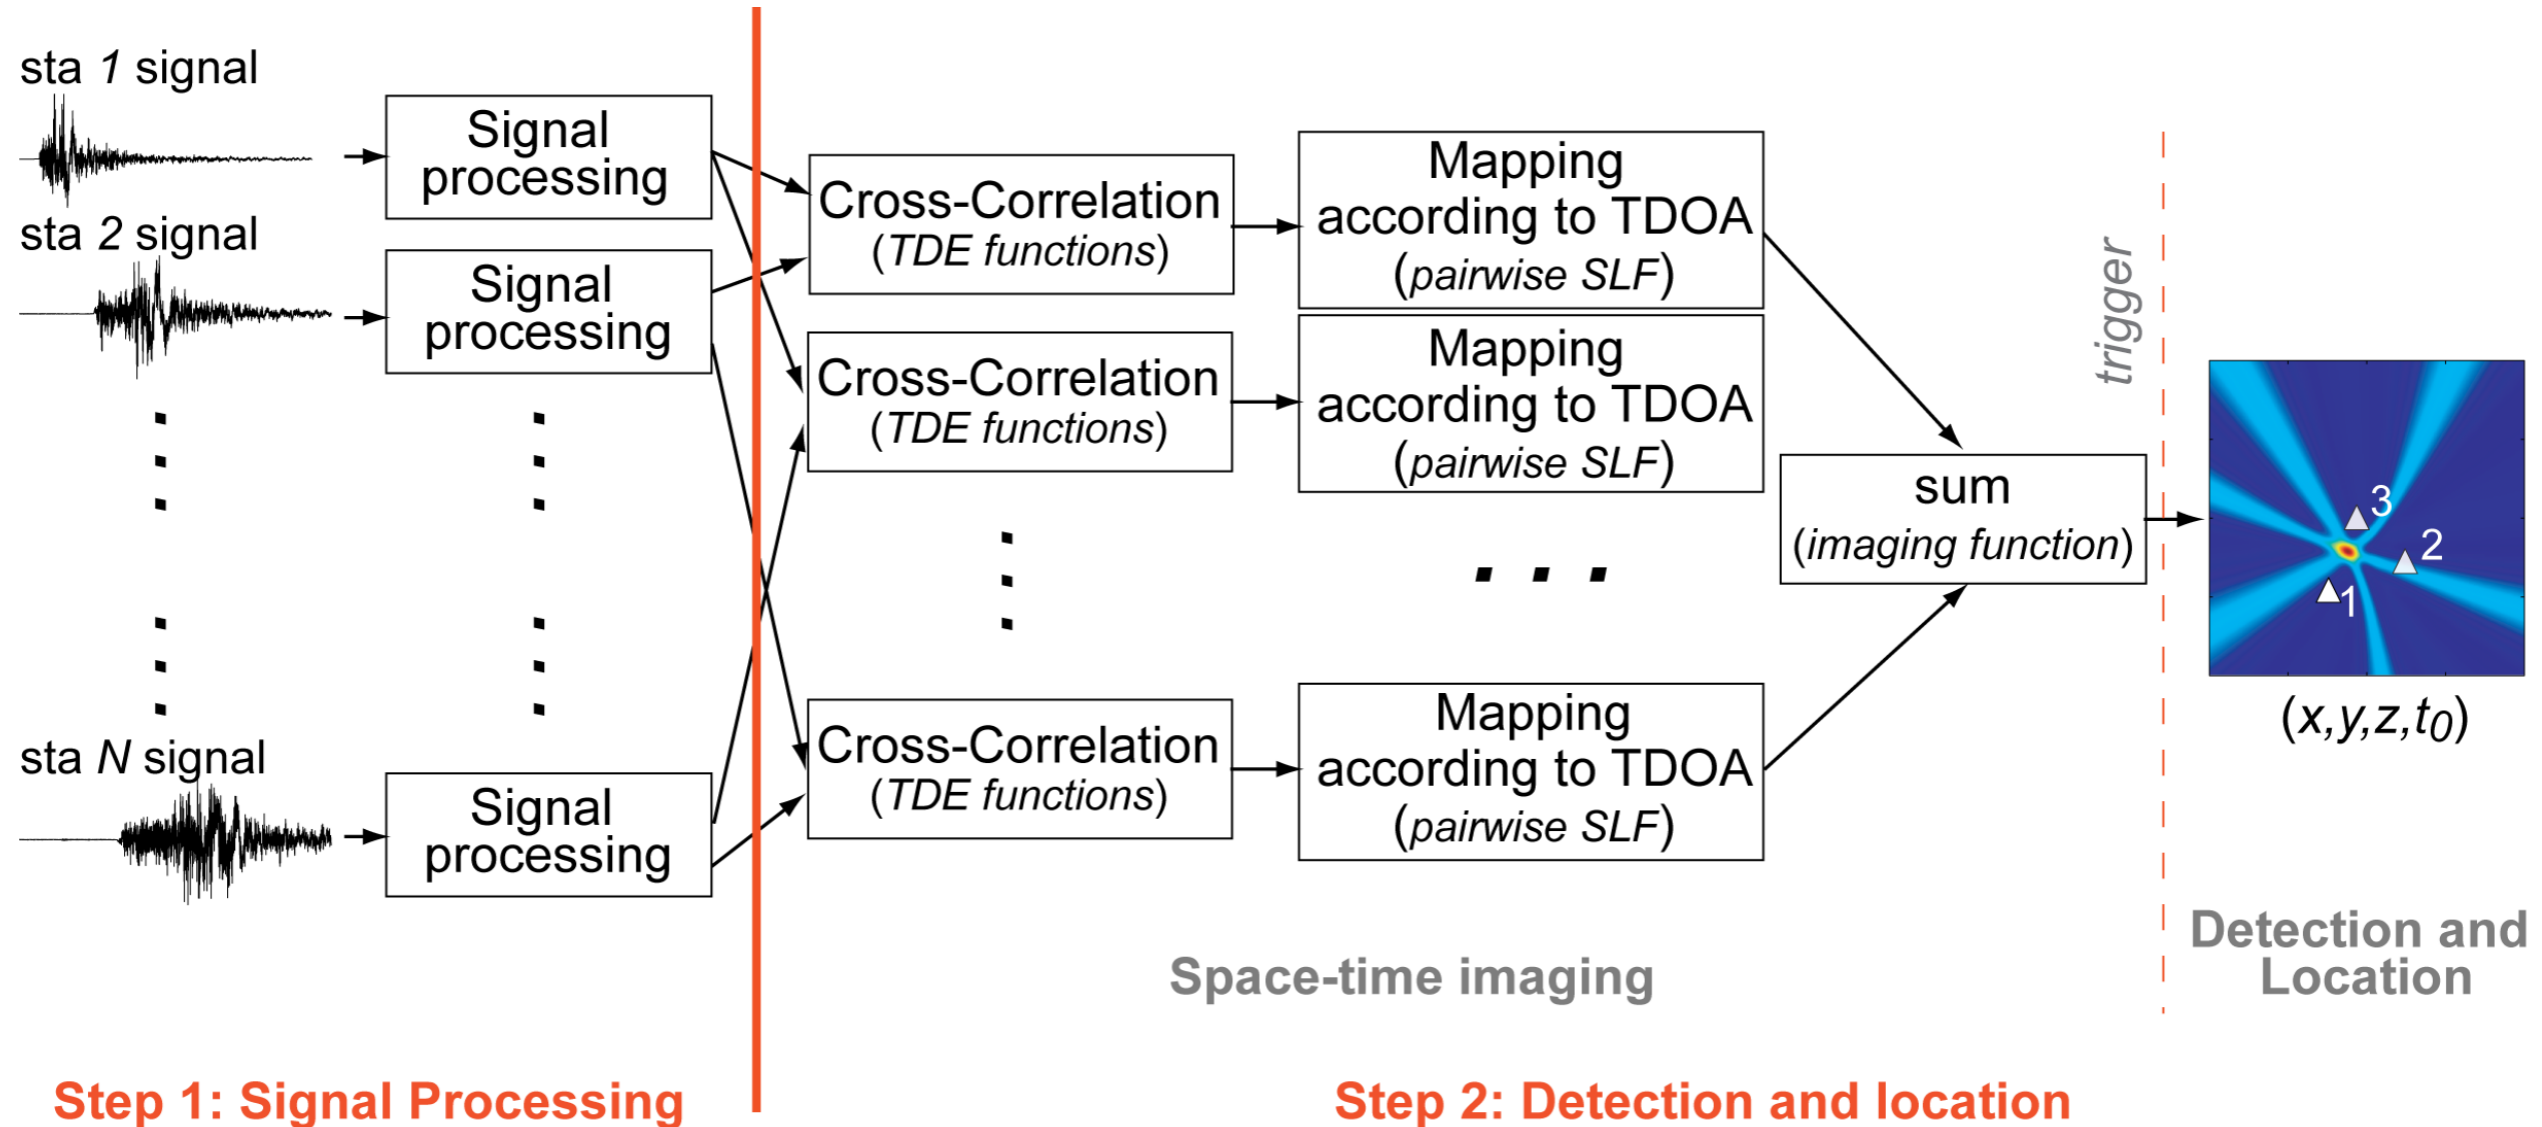 sta 1 signal
Signal
processing
sta 2 signal
Signal
processing
sta N signal
Signal
processing
Cross-Correlation
(TDE functions)
Cross-Correlation
(TDE functions)
Cross-Correlation
(TDE functions)
Mapping
according to TDOA
(pairwise SLF)
Mapping
according to TDOA
(pairwise SLF)
Mapping
according to TDOA
(pairwise SLF)
sum
(imaging function)
trigger
3
2
1
(x,y,z,t0)
Space-time imaging
Detection and
Location
Step 1: Signal Processing
Step 2: Detection and location